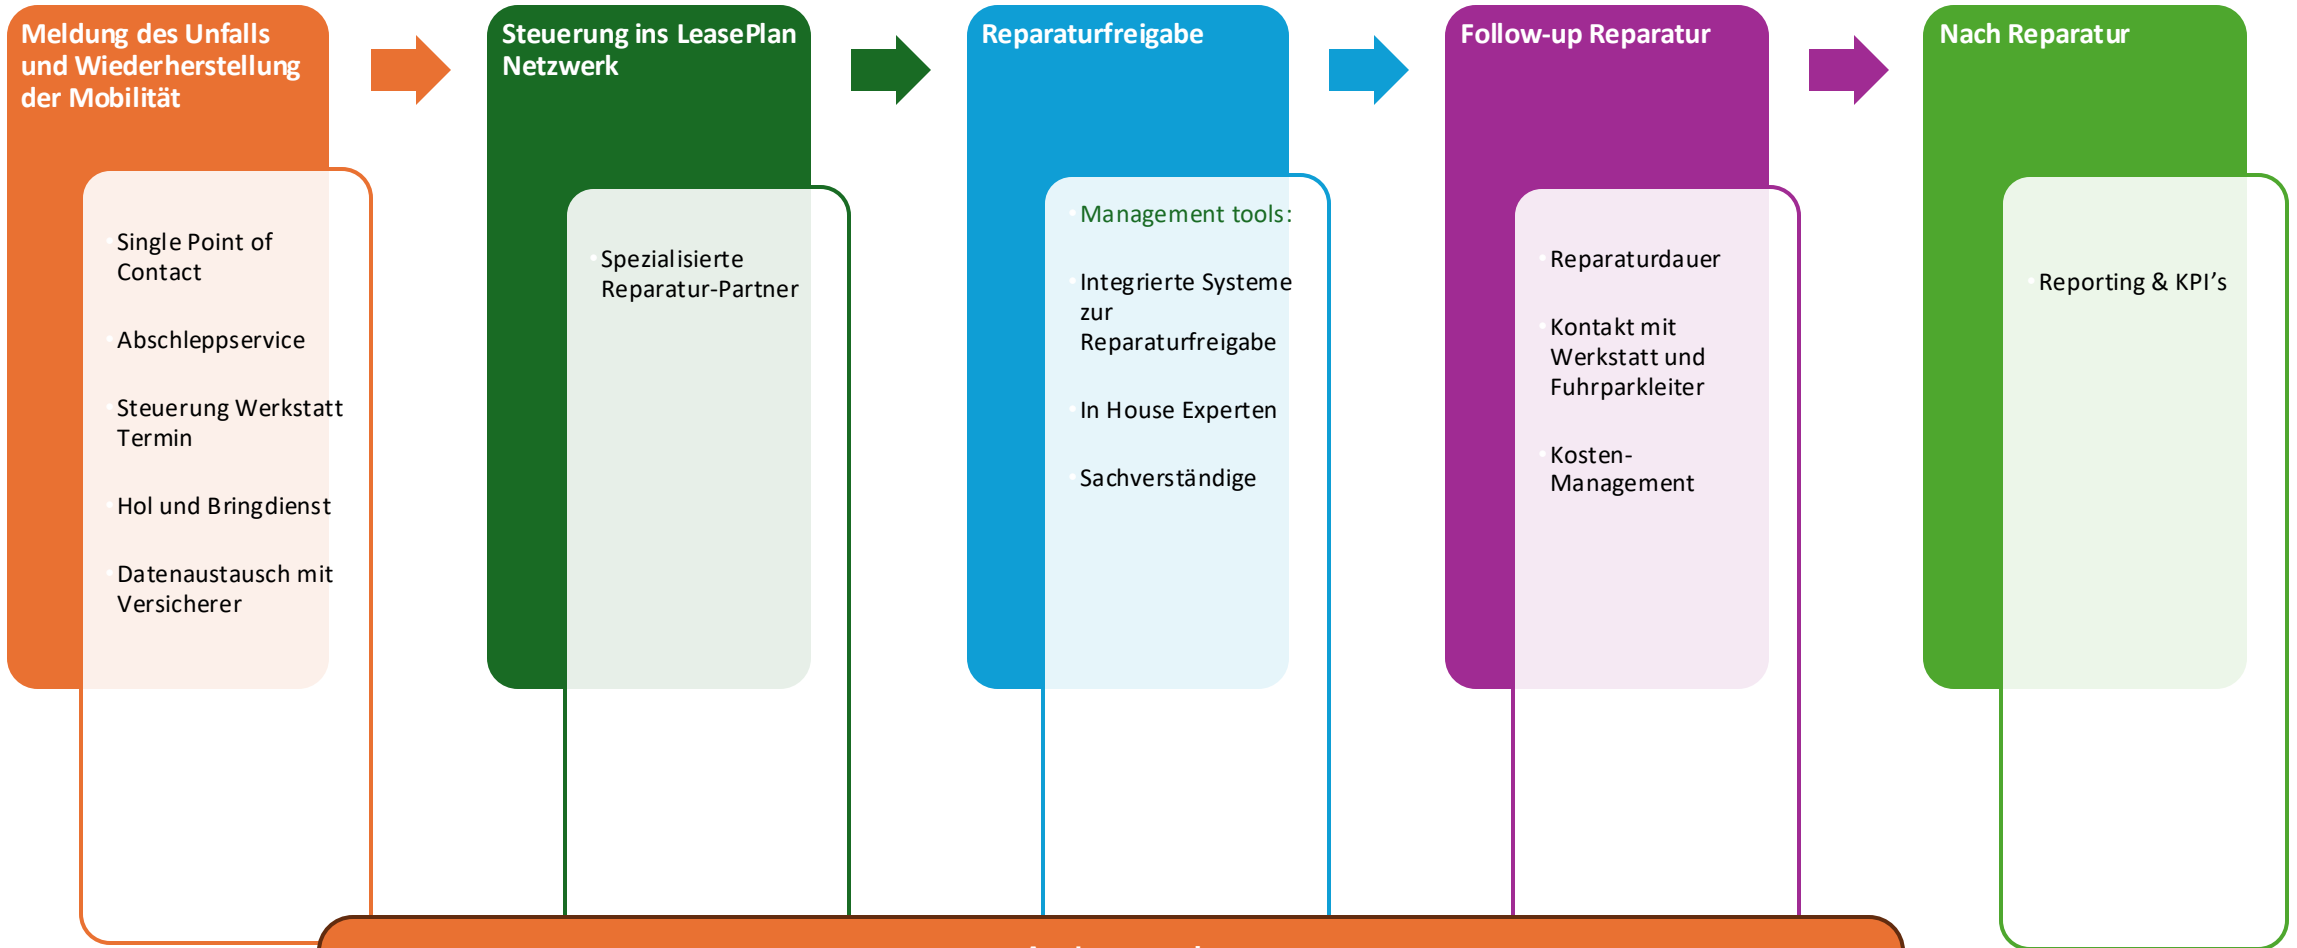 Meldung des Unfalls
und Wiederherstellung
der Mobilität
Single Point of
Contact
Abschleppservice
Steuerung Werkstatt
Termin
Hol und Bringdienst
Datenaustausch mit
Versicherer
Steuerung ins LeasePlan
Netzwerk
Spezialisierte
Reparatur-Partner
Reparaturfreigabe
Management tools:
Integrierte Systeme
zur
Reparaturfreigabe
In House Experten
Sachverständige
Follow-up Reparatur
Reparaturdauer
Kontakt mit
Werkstatt und
Fuhrparkleiter
Kosten-
Management
Nach Reparatur
Reporting & KPI’s